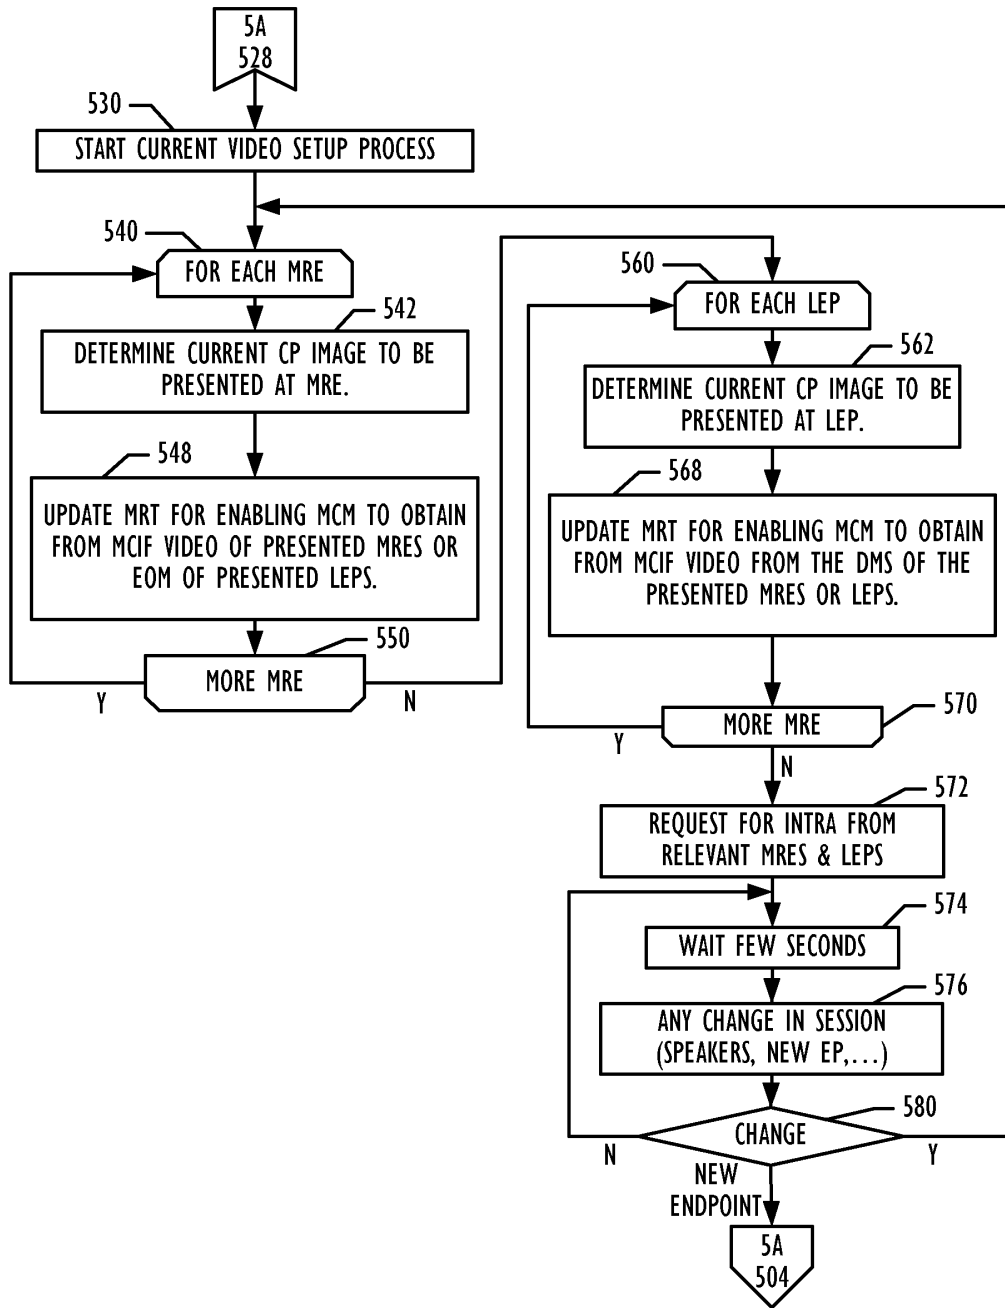 5A
528
530
START CURRENT VIDEO SETUP PROCESS
540
FOR EACH MRE
542
DETERMINE CURRENT CP IMAGE TO BE
PRESENTED AT MRE.
548
UPDATE MRT FOR ENABLING MCM TO OBTAIN
FROM MCIF VIDEO OF PRESENTED MRES OR
EOM OF PRESENTED LEPS.
550
MORE MRE
Y
N
560
FOR EACH LEP
562
DETERMINE CURRENT CP IMAGE TO BE
PRESENTED AT LEP.
568
UPDATE MRT FOR ENABLING MCM TO OBTAIN
FROM MCIF VIDEO FROM THE DMS OF THE
PRESENTED MRES OR LEPS.
570
MORE MRE
Y
N
572
REQUEST FOR INTRA FROM
RELEVANT MRES & LEPS
574
WAIT FEW SECONDS
576
ANY CHANGE IN SESSION
(SPEAKERS, NEW EP,...)
580
CHANGE
N
Y
NEW
ENDPOINT
5A
504